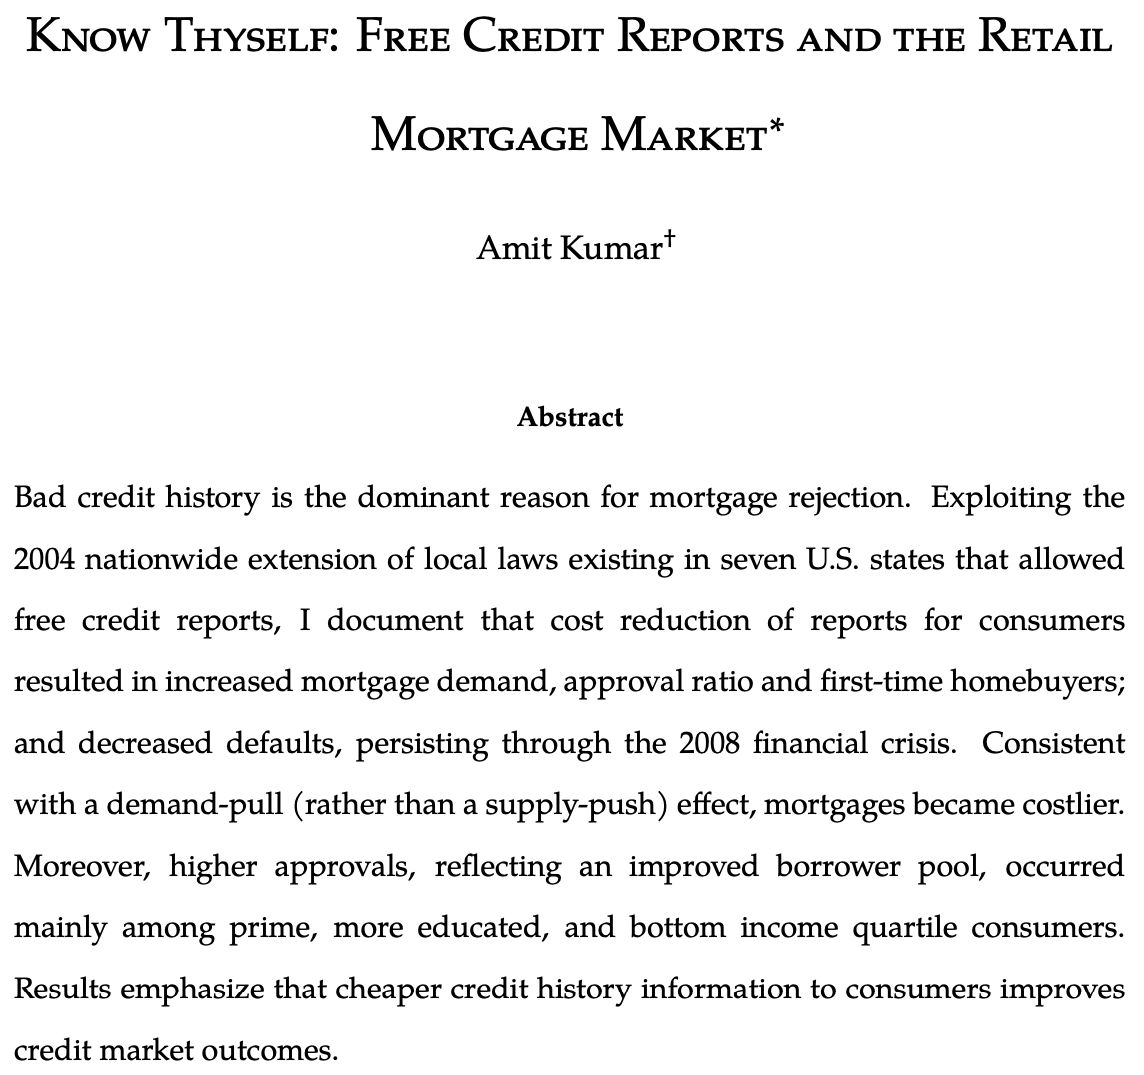 Know Thyself: Free Credit Reports and the Retail
Mortgage Market*
Amit Kumar†
Abstract
Bad credit history is the dominant reason for mortgage rejection. Exploiting the
2004 nationwide extension of local laws existing in seven U.S. states that allowed
free credit reports, I document that cost reduction of reports for consumers
resulted in increased mortgage demand, approval ratio and first-time homebuyers;
and decreased defaults, persisting through the 2008 financial crisis. Consistent
with a demand-pull (rather than a supply-push) effect, mortgages became costlier.
Moreover, higher approvals, reflecting an improved borrower pool, occurred
mainly among prime, more educated, and bottom income quartile consumers.
Results emphasize that cheaper credit history information to consumers improves
credit market outcomes.